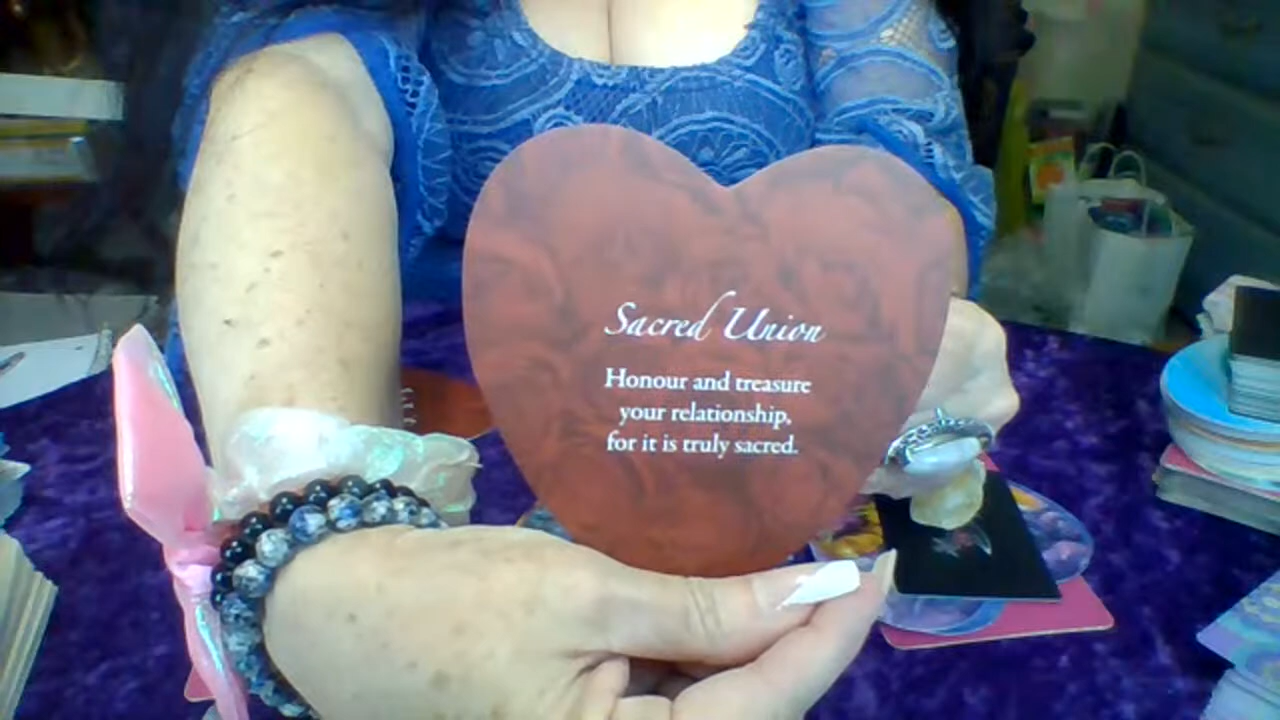 Sacred Union
Honour and treasure
your relationship,
for it is truly sacred.